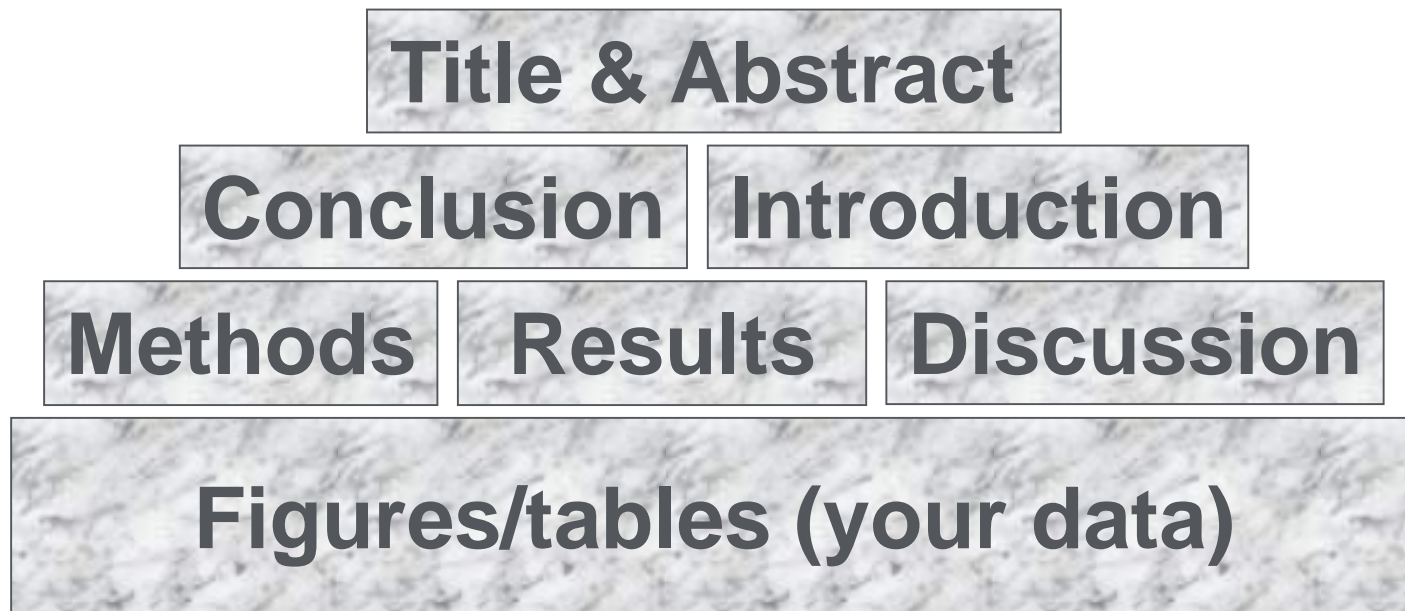 Title & Abstract
Conclusion Introduction
Methods Results Discussion
Figures/tables (your data)